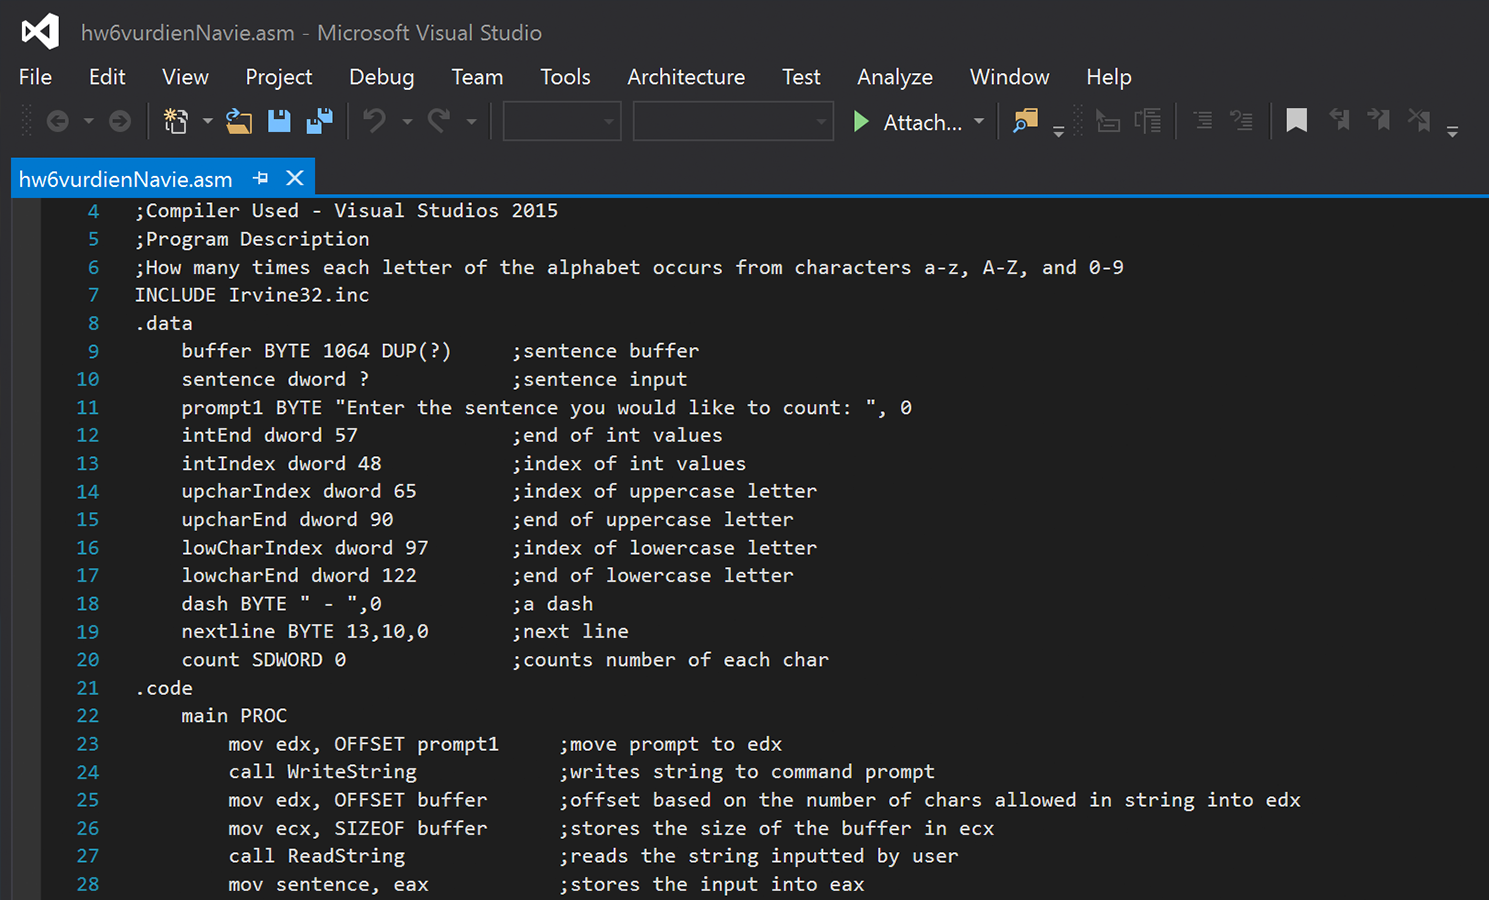 hw6vurdienNavie.asm - Microsoft Visual Studio
File Edit View Project Debug Team Tools Architecture Test Analyze Window Help
Attach...
hw6vurdienNavie.asm
4 ;Compiler Used - Visual Studios 2015
5 ;Program Description
6 ;How many times each letter of the alphabet occurs from characters a-z, A-Z, and 0-9
7 INCLUDE Irvine32.inc
8 .data
9 buffer BYTE 1064 DUP(?) ;sentence buffer
10 sentence dword ? ;sentence input
11 prompt1 BYTE "Enter the sentence you would like to count: ", 0
12 intEnd dword 57 ;end of int values
13 intIndex dword 48 ;index of int values
14 upcharIndex dword 65 ;index of uppercase letter
15 upcharEnd dword 90 ;end of uppercase letter
16 lowCharIndex dword 97 ;index of lowercase letter
17 lowcharEnd dword 122 ;end of lowercase letter
18 dash BYTE " - ",0 ;a dash
19 nextline BYTE 13,10,0 ;next line
20 count SDWORD 0 ;counts number of each char
21 .code
22 main PROC
23 mov edx, OFFSET prompt1 ;move prompt to edx
24 call WriteString ;writes string to command prompt
25 mov edx, OFFSET buffer ;offset based on the number of chars allowed in string into edx
26 mov ecx, SIZEOF buffer ;stores the size of the buffer in ecx
27 call ReadString ;reads the string inputted by user
28 mov sentence, eax ;stores the input into eax